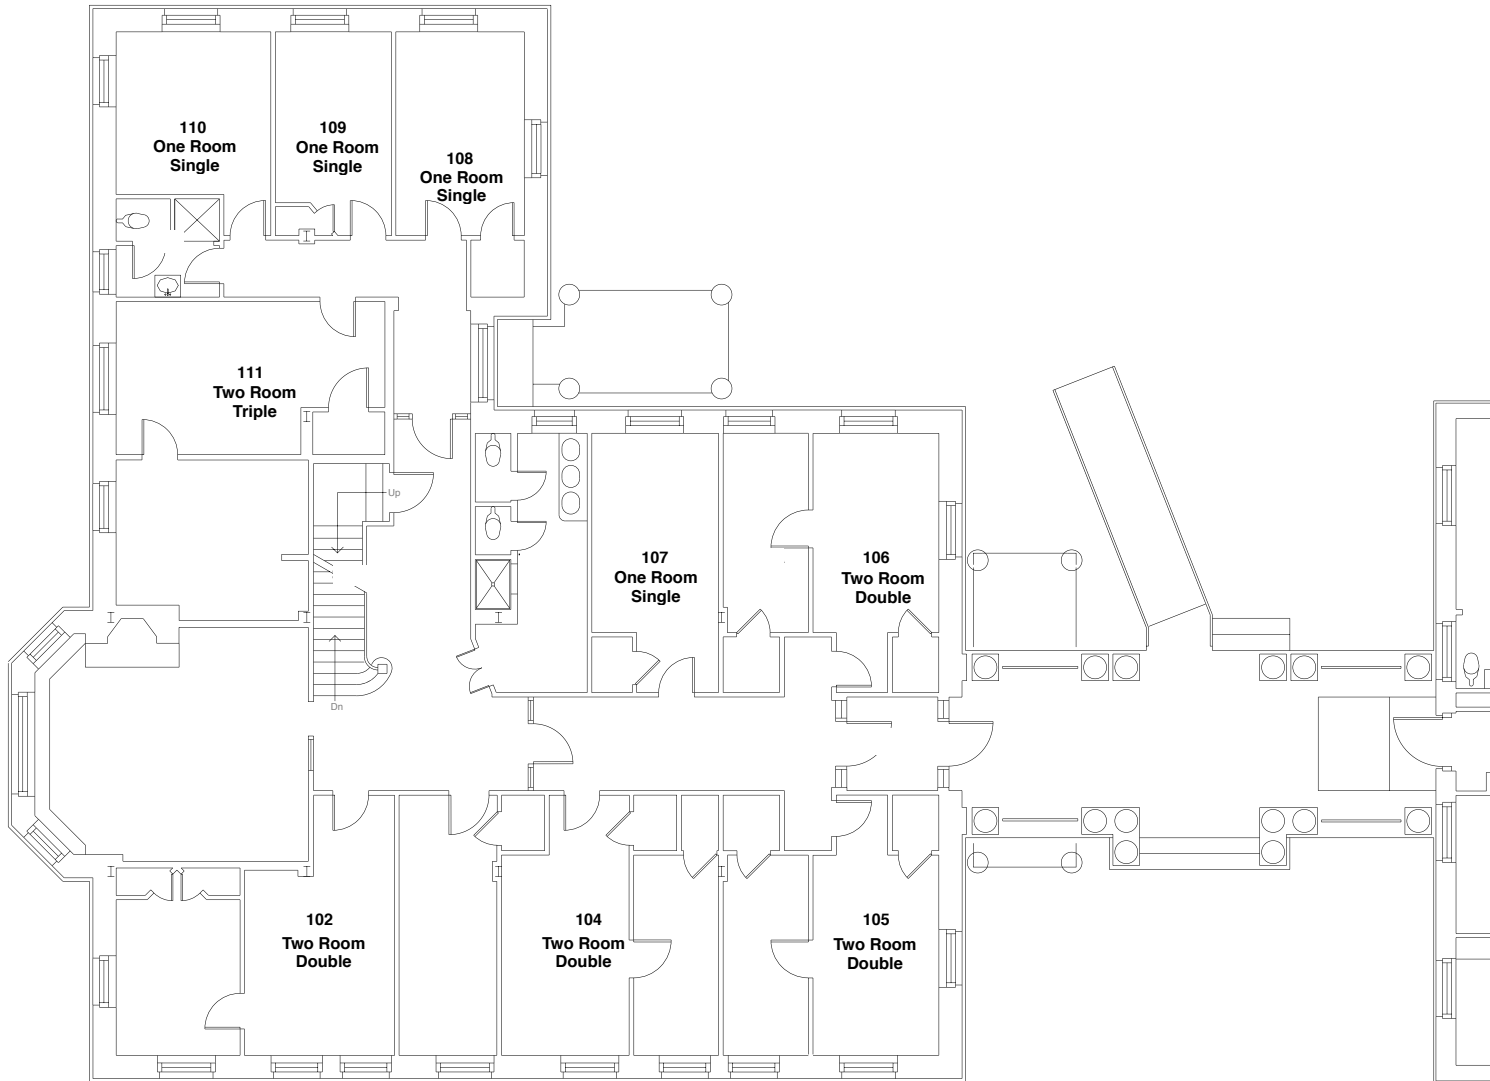 110
One Room
Single
109
One Room
Single
108
One Room
Single
111
Two Room
Triple
Up
107
One Room
Single
106
Two Room
Double
Dn
102
Two Room
Double
104
Two Room
Double
105
Two Room
Double